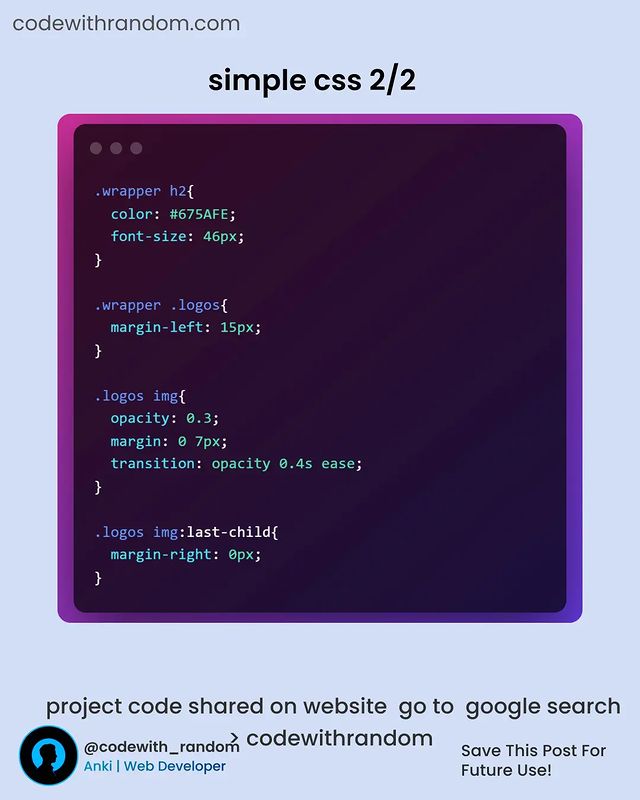 codewithrandom.com
simple css 2/2
.wrapper h2{
  color: #675AFE;
  font-size: 46px;
}
.wrapper .logos{
  margin-left: 15px;
}
.logos img{
  opacity: 0.3;
  margin: 0 7px;
  transition: opacity 0.4s ease;
}
.logos img:last-child{
  margin-right: 0px;
}
project code shared on website go to google search
> codewithrandom
@codewith_random
Anki | Web Developer
Save This Post For
Future Use!